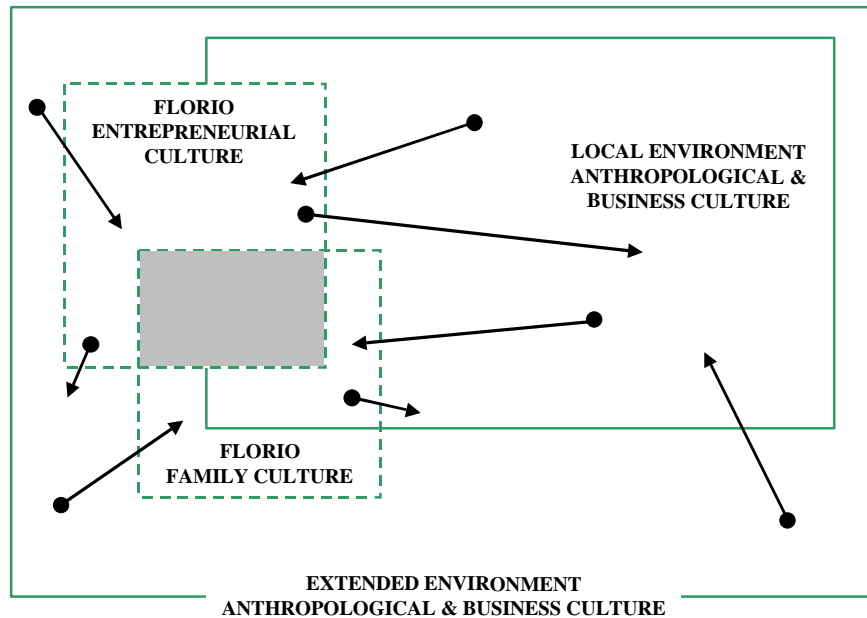 FLORIO
ENTREPRENEURIAL
CULTURE
LOCAL ENVIRONMENT
ANTHROPOLOGICAL &
BUSINESS CULTURE
FLORIO
FAMILY CULTURE
EXTENDED ENVIRONMENT
ANTHROPOLOGICAL & BUSINESS CULTURE